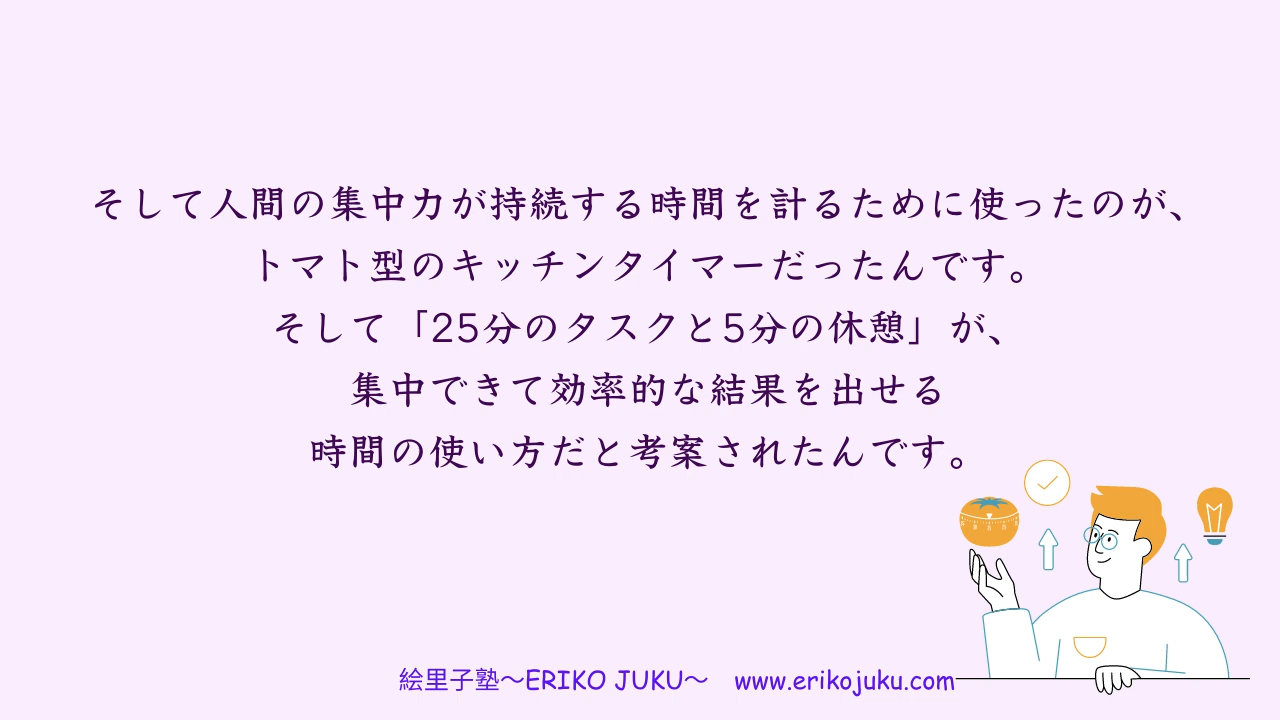 そして人間の集中力が持続する時間を計るために使ったのが、
トマト型のキッチンタイマーだったんです。
そして「25分のタスクと5分の休憩」が、
集中できて効率的な結果を出せる
時間の使い方だと考案されたんです。
絵里子塾〜ERIKO JUKU〜　www.erikojuku.com